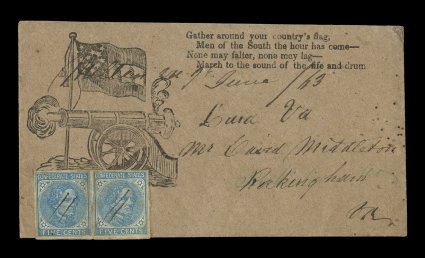 Gather around your country's flag,
Men of the South the hour has come—
None may falter, none may lag—
March to the sound of the fife and drum
June /63
Va
Mr David Middleton
Rockingham
Va
CONFEDERATE STATES CONFEDERATE STATES
FIVE CENTS FIVE CENTS